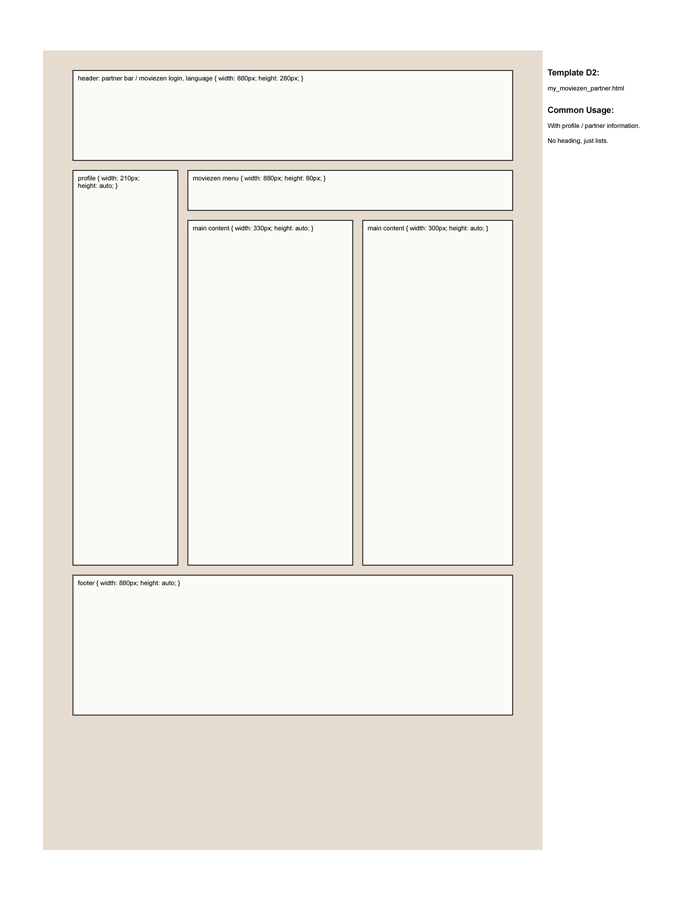 header: partner bar / moviezen login, language { width: 880px; height: 280px; }
Template D2:
my_moviezen_partner.html
Common Usage:
With profile / partner information.
No heading, just lists.
profile { width: 210px;
height: auto; }
moviezen menu { width: 880px; height: 80px; }
main content { width: 330px; height: auto; }
main content { width: 300px; height: auto; }
footer { width: 880px; height: auto; }